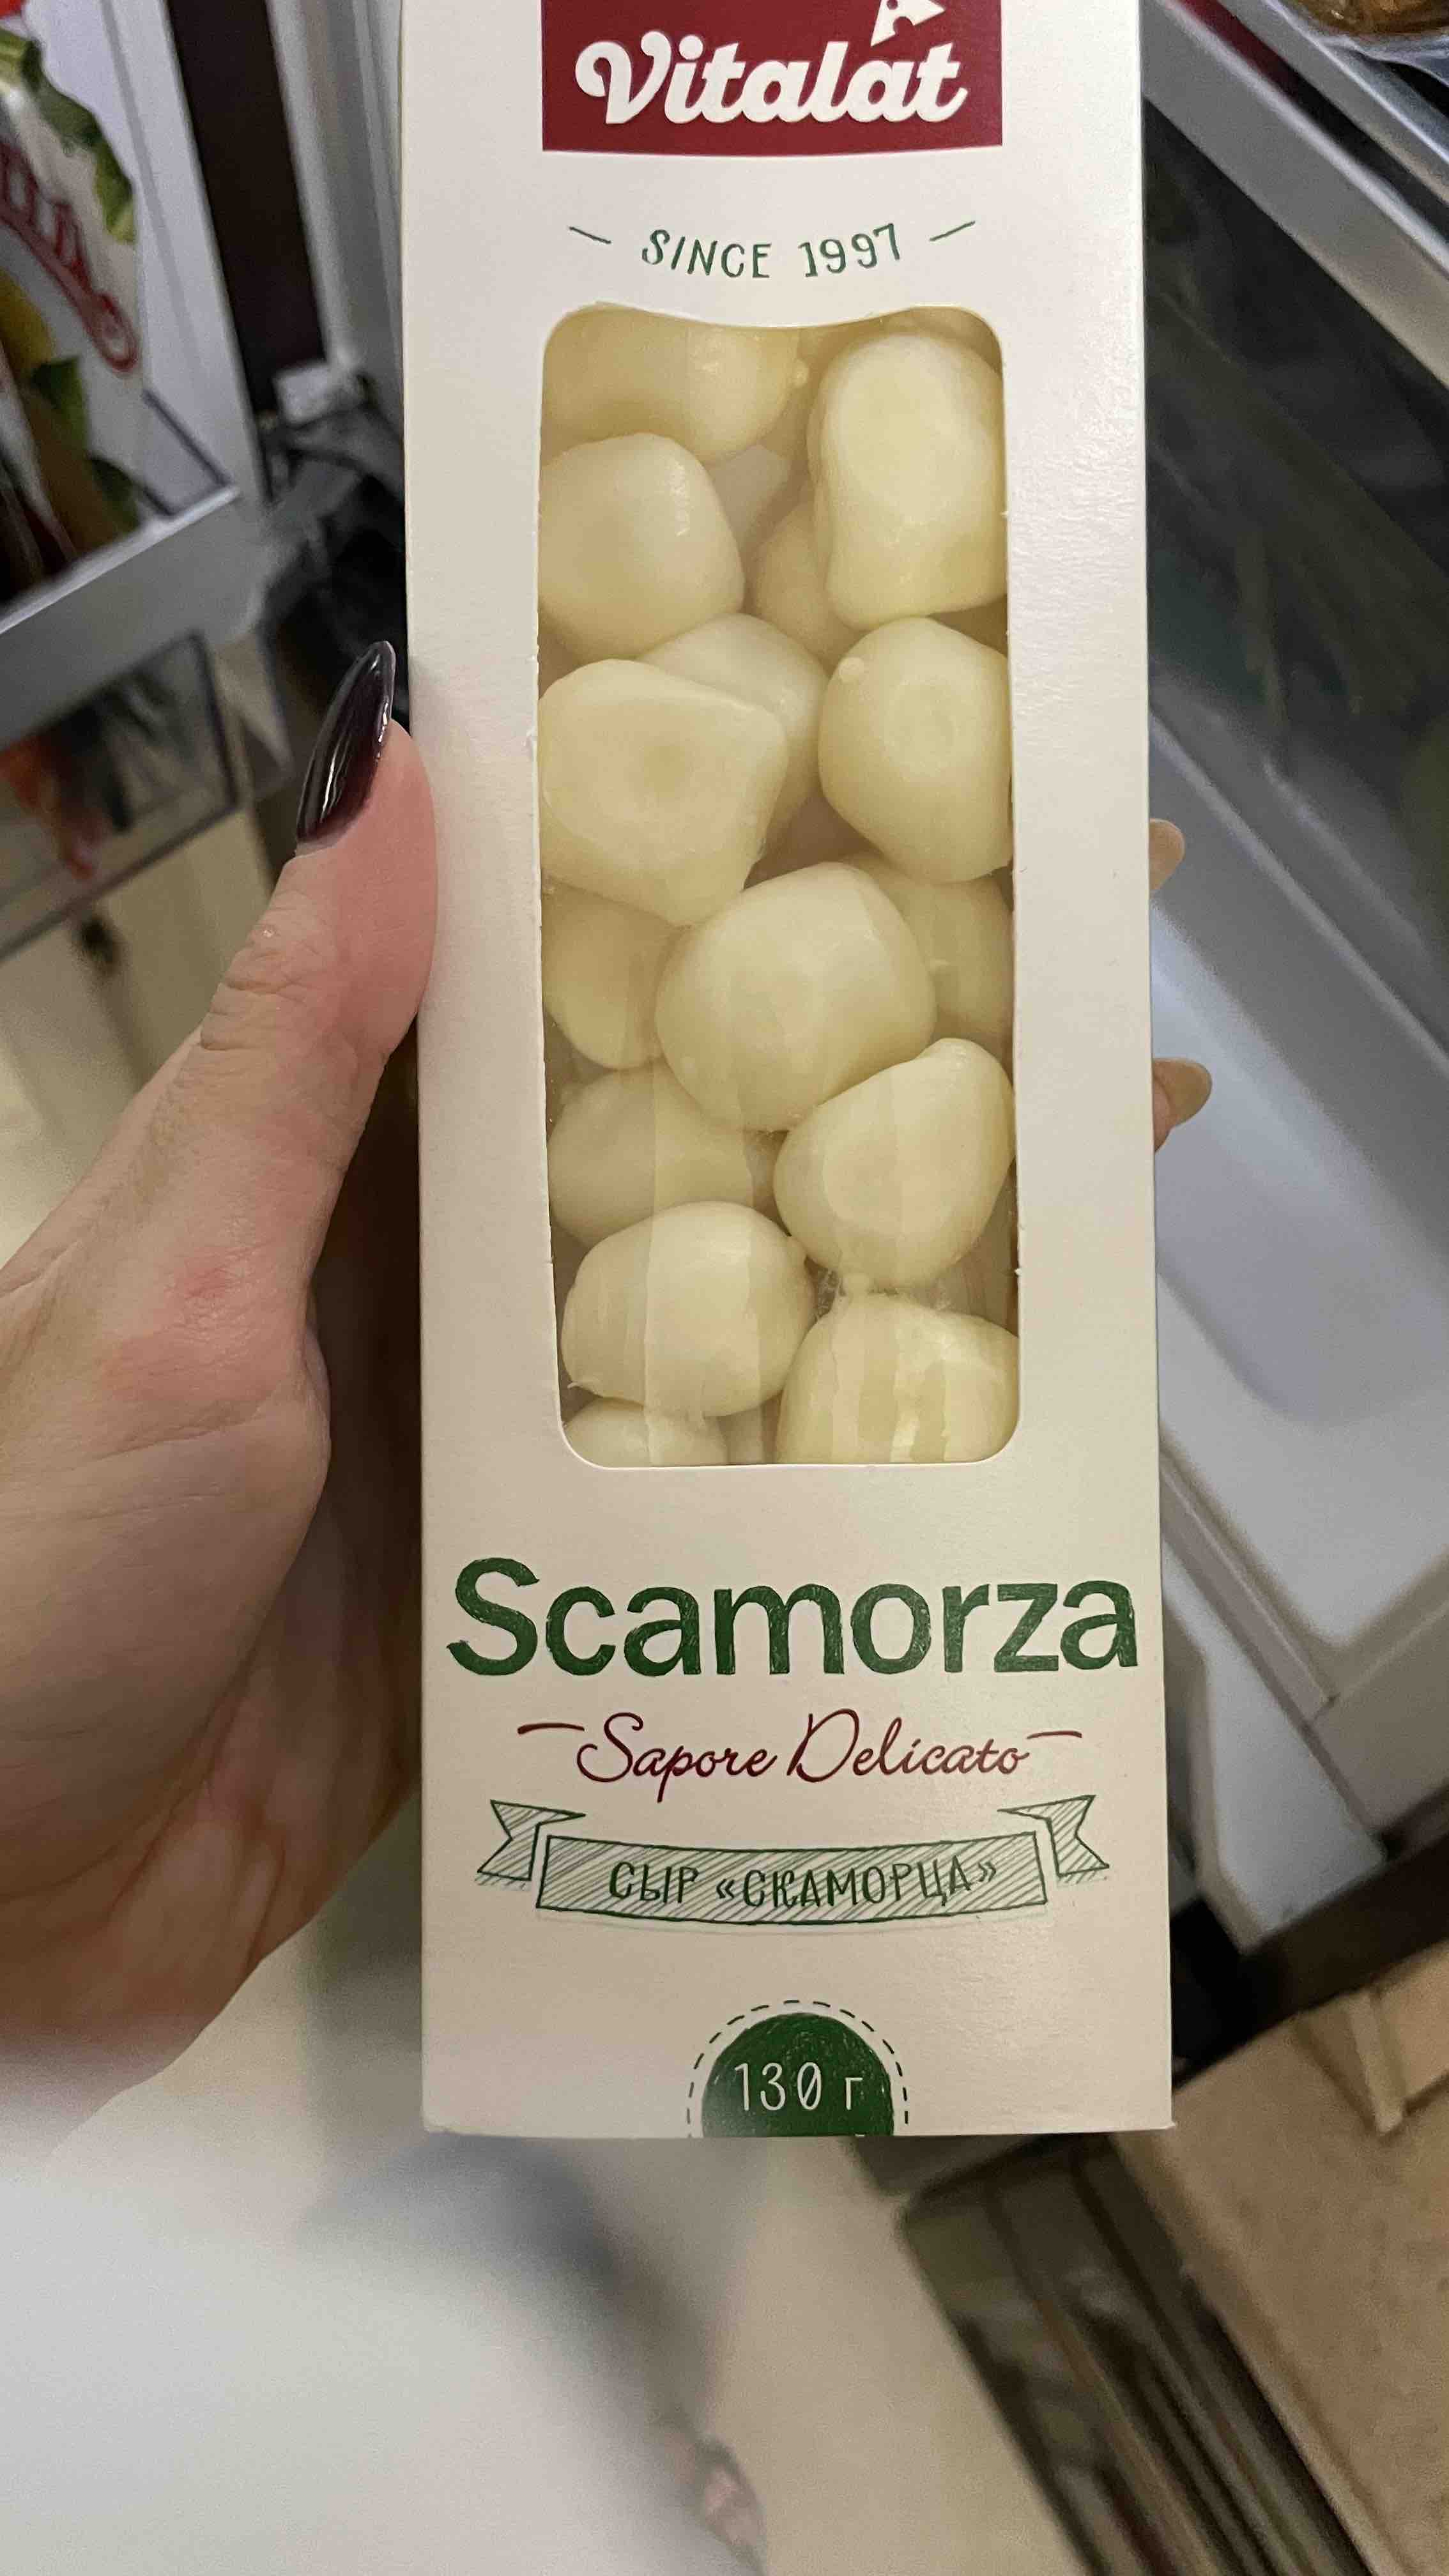 Vitalat
SINCE 1997
Scamorza
Sapore Delicato
СЫР «СКАМОРЦА»
130 г